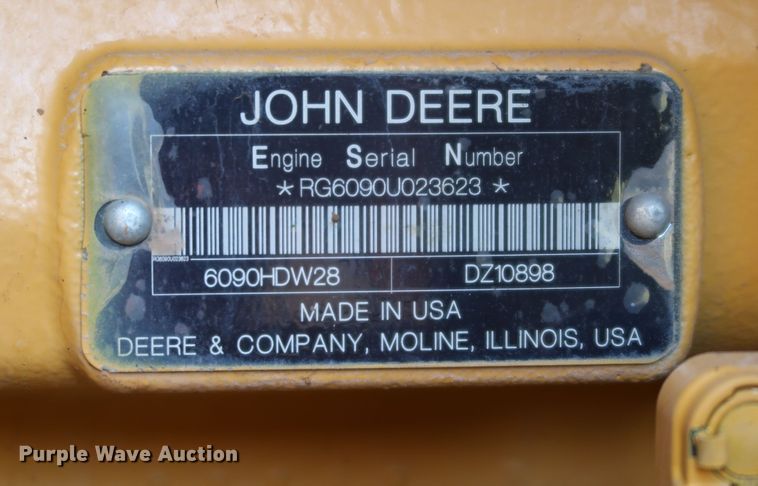 JOHN DEERE
Engine Serial Number
*RG6090U023623*
RG6090U023623
6090HDW28 DZ10898
MADE IN USA
DEERE & COMPANY, MOLINE, ILLINOIS, USA
Purple Wave Auction